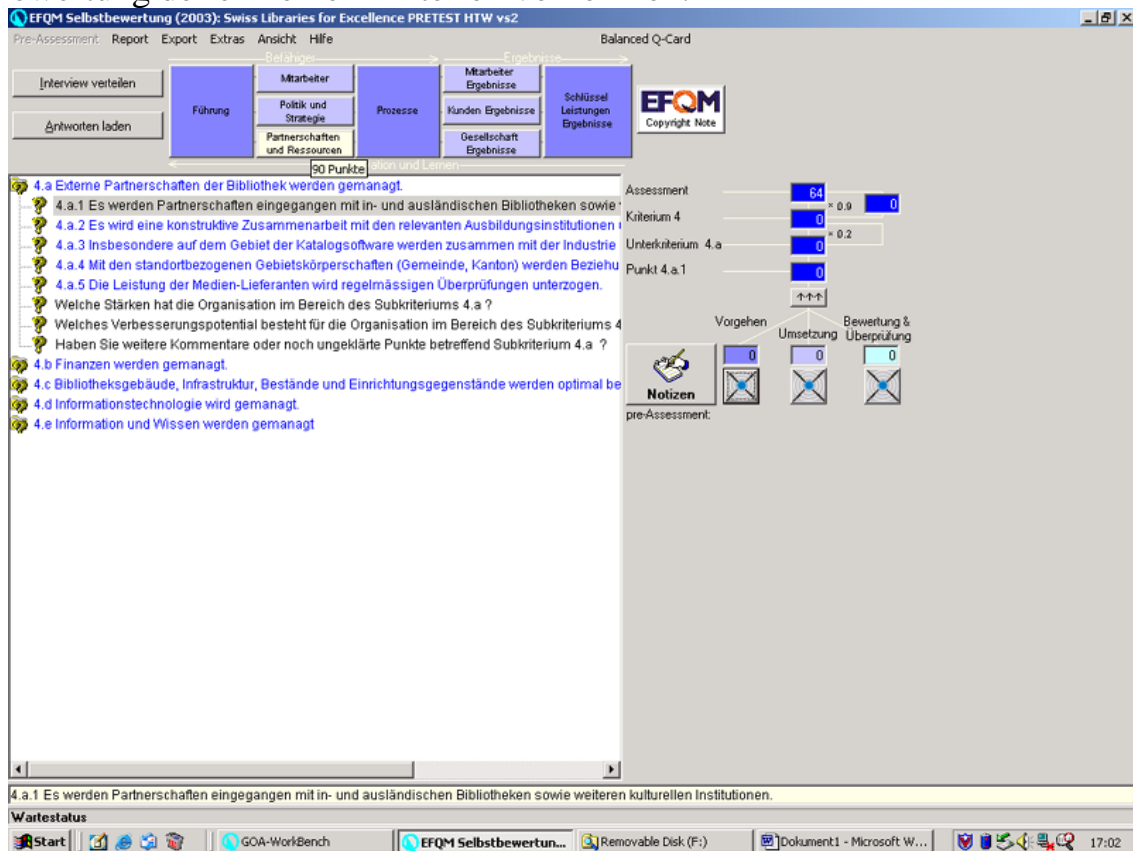 EFQM Selbstbewertung (2003): Swiss Libraries for Excellence PRETEST HTW vs2
Pre-Assessment Report Export Extras Ansicht Hilfe Balanced Q-Card
Befähiger Ergebnisse
Interview verteilen
Antworten laden
Führung
Mitarbeiter
Politik und
Strategie
Partnerschaften
und Ressourcen
Prozesse
Mitarbeiter
Ergebnisse
Kunden Ergebnisse
Gesellschaft
Ergebnisse
Schlüssel
Leistungen
Ergebnisse
EFQM
Copyright Note
90 Punkte
und Lernen
4.a Externe Partnerschaften der Bibliothek werden gemanagt.
4.a.1 Es werden Partnerschaften eingegangen mit in- und ausländischen Bibliotheken sowie
4.a.2 Es wird eine konstruktive Zusammenarbeit mit den relevanten Ausbildungsinstitutionen
4.a.3 Insbesondere auf dem Gebiet der Katalogsoftware werden zusammen mit der Industrie
4.a.4 Mit den standortbezogenen Gebietskörperschaften (Gemeinde, Kanton) werden Beziehu
4.a.5 Die Leistung der Medien-Lieferanten wird regelmässigen Überprüfungen unterzogen.
Welche Stärken hat die Organisation im Bereich des Subkriteriums 4.a ?
Welches Verbesserungspotential besteht für die Organisation im Bereich des Subkriteriums 4
Haben Sie weitere Kommentare oder noch ungeklärte Punkte betreffend Subkriterium 4.a ?
4.b Finanzen werden gemanagt.
4.c Bibliotheksgebäude, Infrastruktur, Bestände und Einrichtungsgegenstände werden optimal be
4.d Informationstechnologie wird gemanagt.
4.e Information und Wissen werden gemanagt
Assessment 64
× 0.9 0
Kriterium 4 0
× 0.2
Unterkriterium 4.a 0
Punkt 4.a.1 0
↑↑↑
Vorgehen
Umsetzung
Bewertung &
Überprüfung
0 0 0
Notizen
pre-Assessment:
4.a.1 Es werden Partnerschaften eingegangen mit in- und ausländischen Bibliotheken sowie weiteren kulturellen Institutionen.
Wartestatus
Start GOA-WorkBench EFQM Selbstbewertun... Removable Disk (F:) Dokument1 - Microsoft W... 17:02